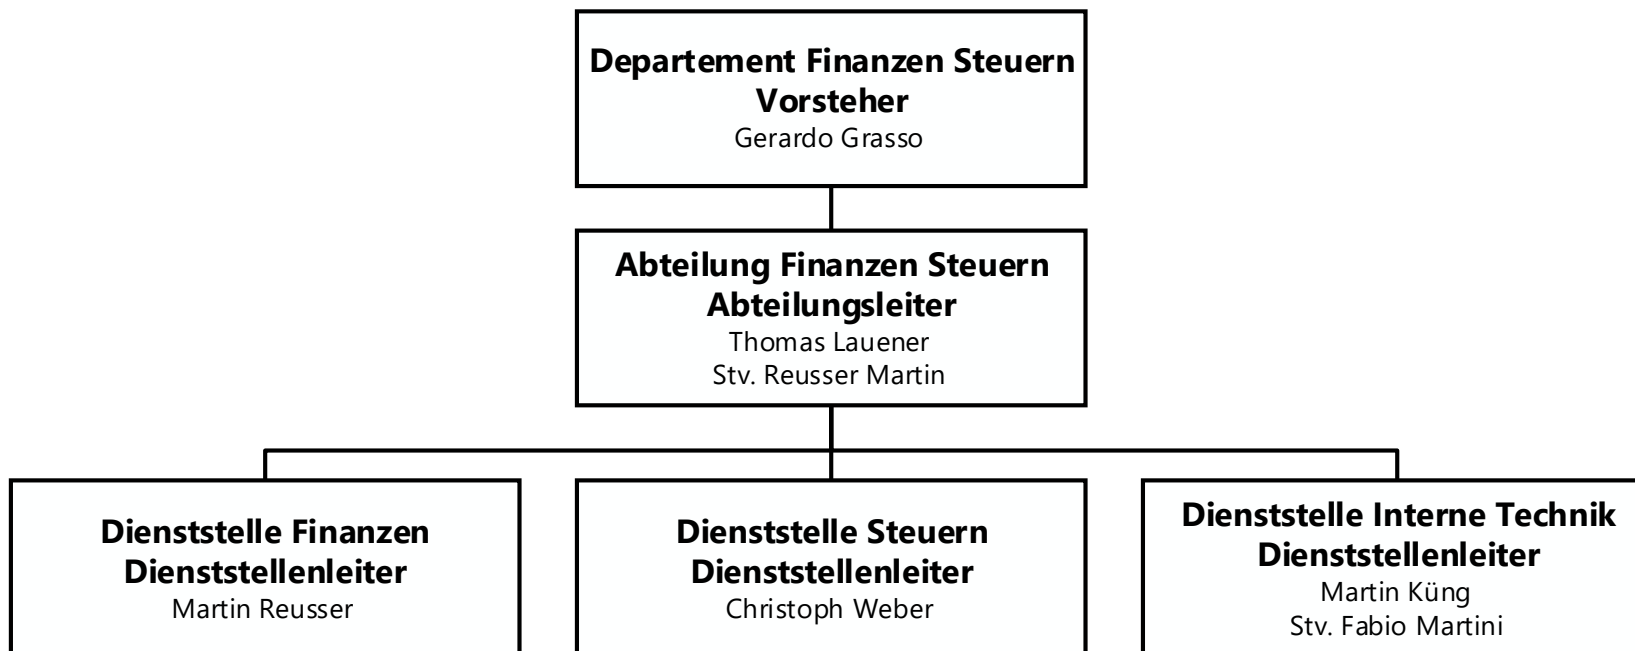 Departement Finanzen Steuern
Vorsteher
Gerardo Grasso
Abteilung Finanzen Steuern
Abteilungsleiter
Thomas Lauener
Stv. Reusser Martin
Dienststelle Finanzen
Dienststellenleiter
Martin Reusser
Dienststelle Steuern
Dienststellenleiter
Christoph Weber
Dienststelle Interne Technik
Dienststellenleiter
Martin Küng
Stv. Fabio Martini